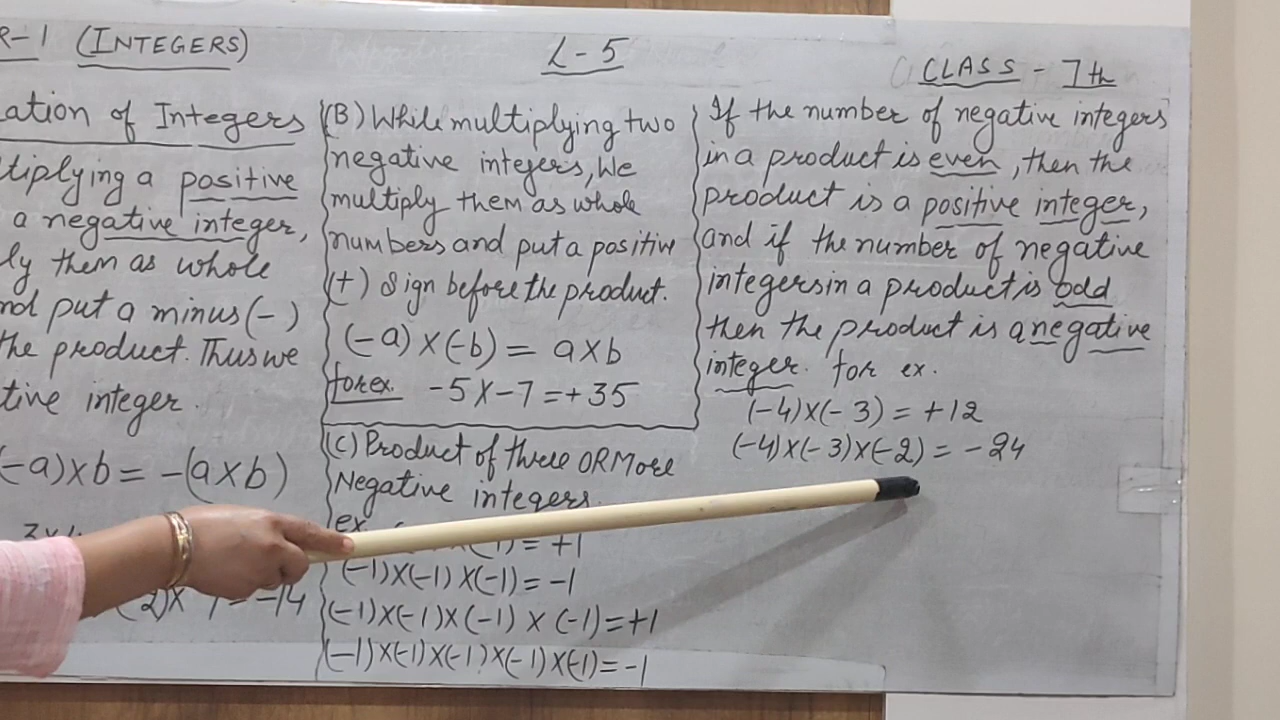 R-1 (INTEGERS)
L-5
CLASS - 7th
ation of Integers
tiplying a positive
a negative integer,
ly them as whole
nd put a minus (-)
the product. Thus we
tive integer.
(-a)×b = -(a×b)
= -14
(B) While multiplying two
negative integers, We
multiply them as whole
numbers and put a positive
(+) Sign before the product.
(-a)×(-b) = a×b
for ex. -5×-7=+35
(C) Product of three OR More
Negative integers
ex.
= +1
(-1)×(-1)×(-1)=-1
(-1)×(-1)×(-1)×(-1)=+1
(-1)×(-1)×(-1)×(-1)×(-1)=-1
If the number of negative integers
in a product is even, then the
product is a positive integer,
and if the number of negative
integers in a product is odd
then the product is a negative
integer. for ex.
(-4)×(-3) = +12
(-4)×(-3)×(-2) = -24